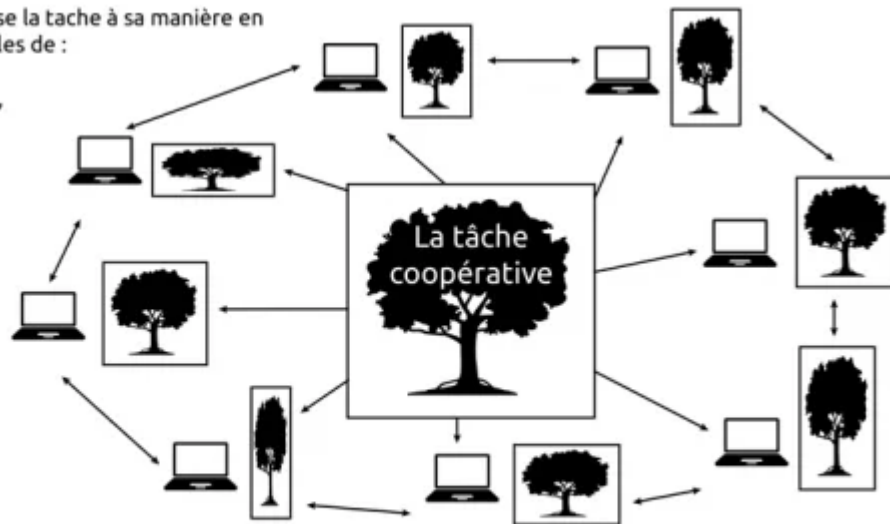 se la tache à sa manière en
les de :
La tâche
coopérative